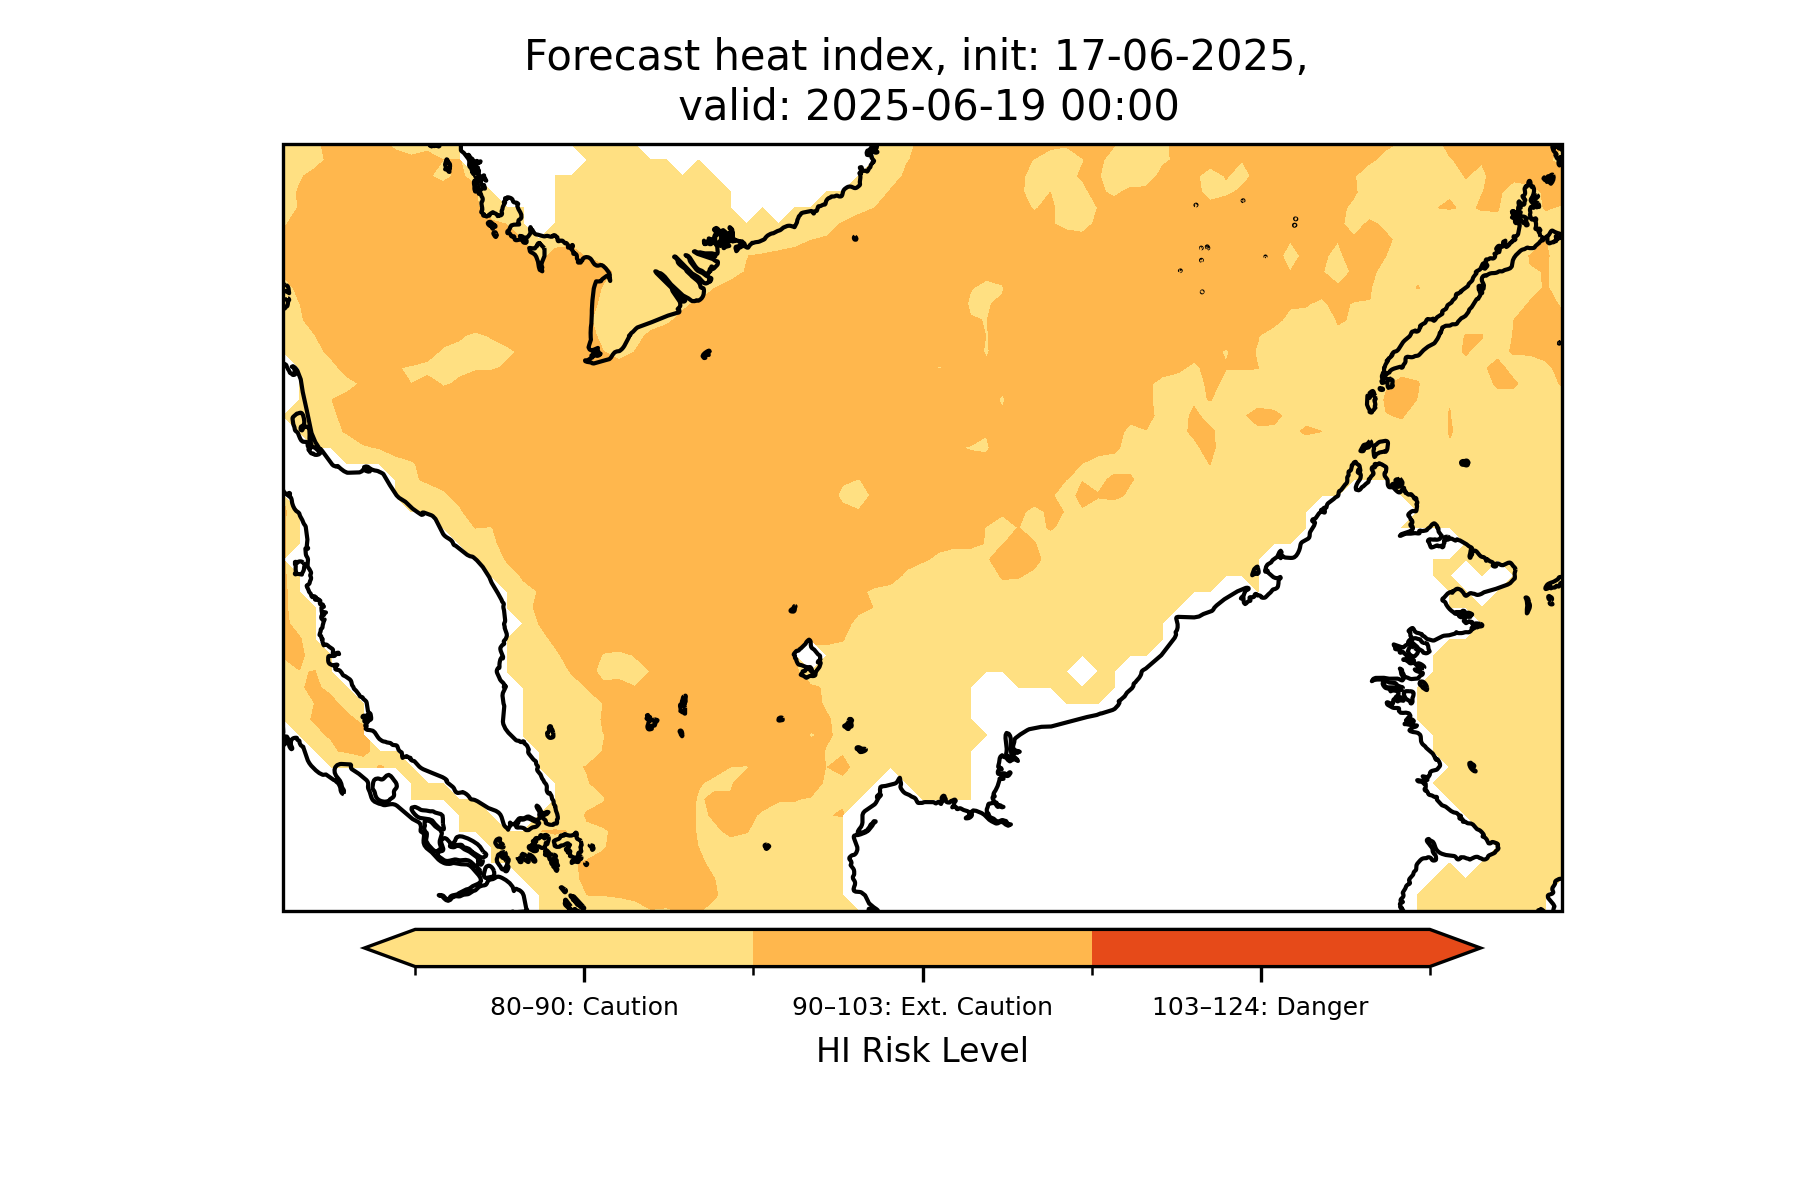 Forecast heat index, init: 17-06-2025,
valid: 2025-06-19 00:00
80–90: Caution
90–103: Ext. Caution
103–124: Danger
HI Risk Level